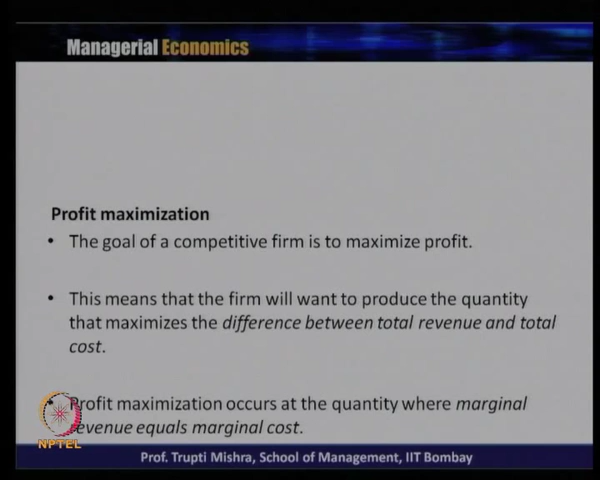 Managerial Economics
Profit maximization
• The goal of a competitive firm is to maximize profit.
• This means that the firm will want to produce the quantity
that maximizes the difference between total revenue and total
cost.
• Profit maximization occurs at the quantity where marginal
revenue equals marginal cost.
NPTEL
Prof. Trupti Mishra, School of Management, IIT Bombay